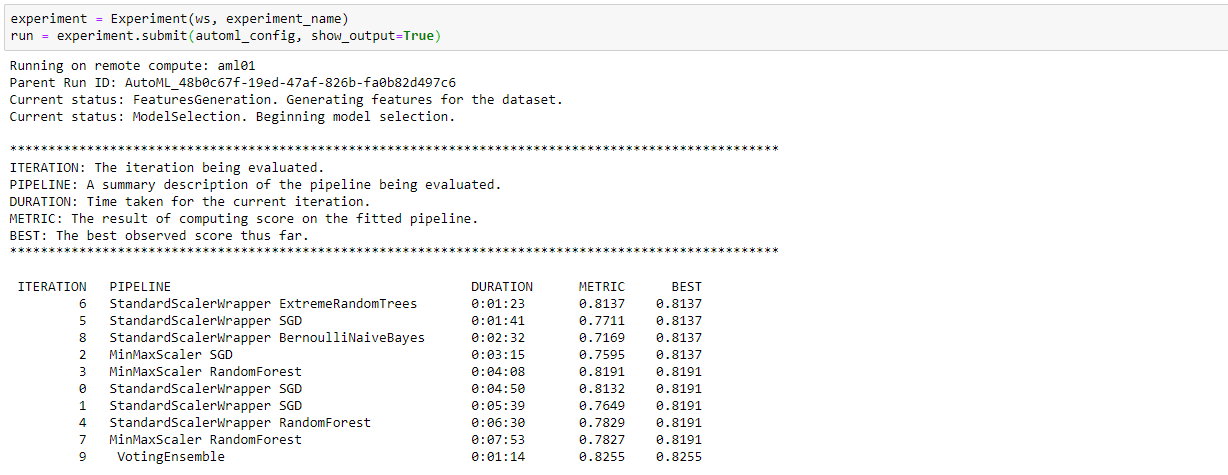 experiment = Experiment(ws, experiment_name)
run = experiment.submit(automl_config, show_output=True)
Running on remote compute: aml01
Parent Run ID: AutoML_48b0c67f-19ed-47af-826b-fa0b82d497c6
Current status: FeaturesGeneration. Generating features for the dataset.
Current status: ModelSelection. Beginning model selection.
****************************************************************************************************
ITERATION: The iteration being evaluated.
PIPELINE: A summary description of the pipeline being evaluated.
DURATION: Time taken for the current iteration.
METRIC: The result of computing score on the fitted pipeline.
BEST: The best observed score thus far.
****************************************************************************************************
ITERATION PIPELINE DURATION METRIC BEST
6 StandardScalerWrapper ExtremeRandomTrees 0:01:23 0.8137 0.8137
5 StandardScalerWrapper SGD 0:01:41 0.7711 0.8137
8 StandardScalerWrapper BernoulliNaiveBayes 0:02:32 0.7169 0.8137
2 MinMaxScaler SGD 0:03:15 0.7595 0.8137
3 MinMaxScaler RandomForest 0:04:08 0.8191 0.8191
0 StandardScalerWrapper SGD 0:04:50 0.8132 0.8191
1 StandardScalerWrapper SGD 0:05:39 0.7649 0.8191
4 StandardScalerWrapper RandomForest 0:06:30 0.7829 0.8191
7 MinMaxScaler RandomForest 0:07:53 0.7827 0.8191
9 VotingEnsemble 0:01:14 0.8255 0.8255